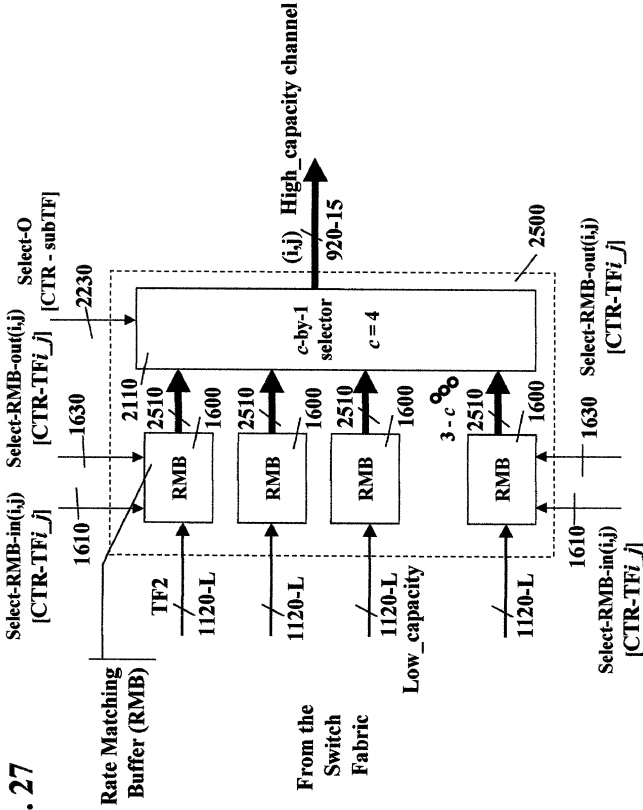 . 27
Rate Matching
Buffer (RMB)
Select-RMB-in(i,j)
[CTR-TFi_j]
Select-RMB-out(i,j)
[CTR-TFi_j]
Select-O
[CTR - subTF]
1610
1630
2230
2110
TF2
1120-L
RMB
1600
2510
1120-L
RMB
1600
2510
1120-L
RMB
1600
2510
1120-L
RMB
1600
2510
3 - c
c-by-1
selector
c = 4
(i,j)
High_capacity channel
920-15
2500
From the
Switch
Fabric
Low_capacity
1610
1630
Select-RMB-in(i,j)
[CTR-TFi_j]
Select-RMB-out(i,j)
[CTR-TFi_j]